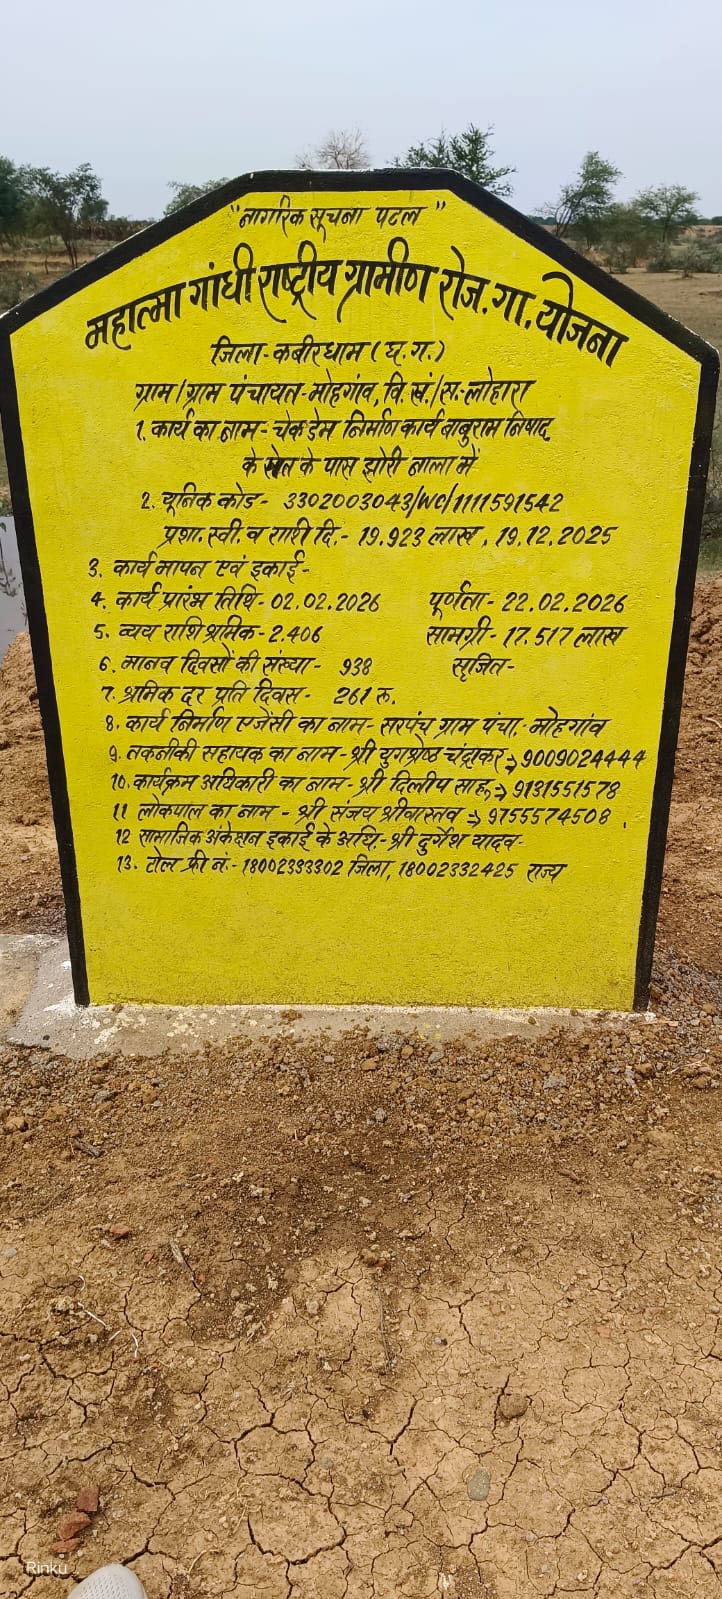 "नागरिक सूचना पटल"
महात्मा गांधी राष्ट्रीय ग्रामीण रोज.गा.योजना
जिला-कबीरधाम (छ.ग.)
ग्राम/ग्राम पंचायत-मोहगांव, वि.खं./स.-लोहारा
1. कार्य का नाम- चेकडेम निर्माण कार्य बाबुराम निषाद
के खेत के पास झोरी नाला में
2. यूनिक कोड- 3302003043/WC/1111591542
प्रशा.स्वी. व राशि दि.- 19.923 लाख, 19.12.2025
3. कार्य मापन एवं इकाई-
4. कार्य प्रारंभ तिथि-02.02.2026 पूर्णता- 22.02.2026
5. व्यय राशि श्रमिक-2.406 सामग्री- 17.517 लाख
6. मानव दिवसों की संख्या- 938 सृजित-
7. श्रमिक दर प्रति दिवस- 261 रु.
8. कार्य निर्माण एजेंसी का नाम- सरपंच ग्राम पंचा.-मोहगांव
9. तकनीकी सहायक का नाम-श्री युगश्रेष्ठ चंद्राकर→9009024444
10. कार्यक्रम अधिकारी का नाम-श्री दिलीप साहू→9131551578
11 लोकपाल का नाम - श्री संजय श्रीवास्तव→9755574508.
12 सामाजिक अंकेक्षन इकाई के अधि.-श्री दुर्गेश यादव-
13. टोल फ्री नं.-18002333302 जिला, 18002332425 राज्य
Rinku